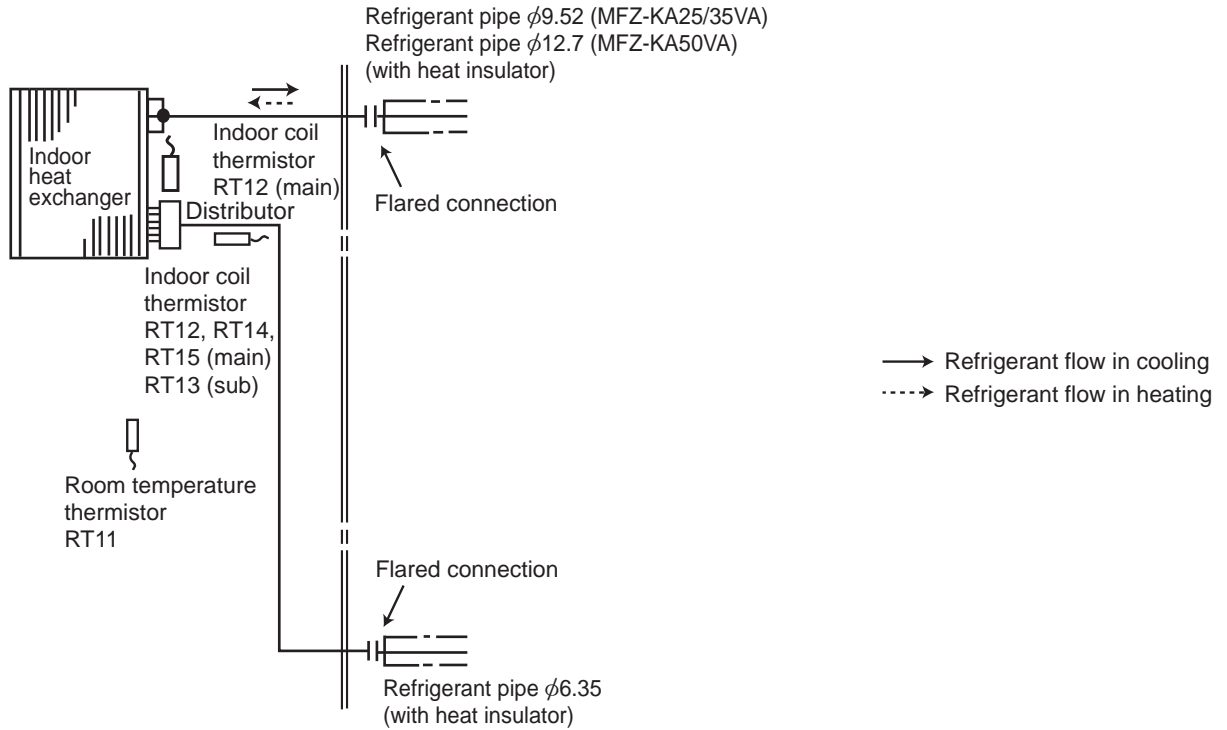 Refrigerant pipe ϕ9.52 (MFZ-KA25/35VA)
Refrigerant pipe ϕ12.7 (MFZ-KA50VA)
(with heat insulator)
Indoor
heat
exchanger
Indoor coil
thermistor
RT12 (main)
Flared connection
Distributor
Indoor coil
thermistor
RT12, RT14,
RT15 (main)
RT13 (sub)
Refrigerant flow in cooling
Refrigerant flow in heating
Room temperature
thermistor
RT11
Flared connection
Refrigerant pipe ϕ6.35
(with heat insulator)